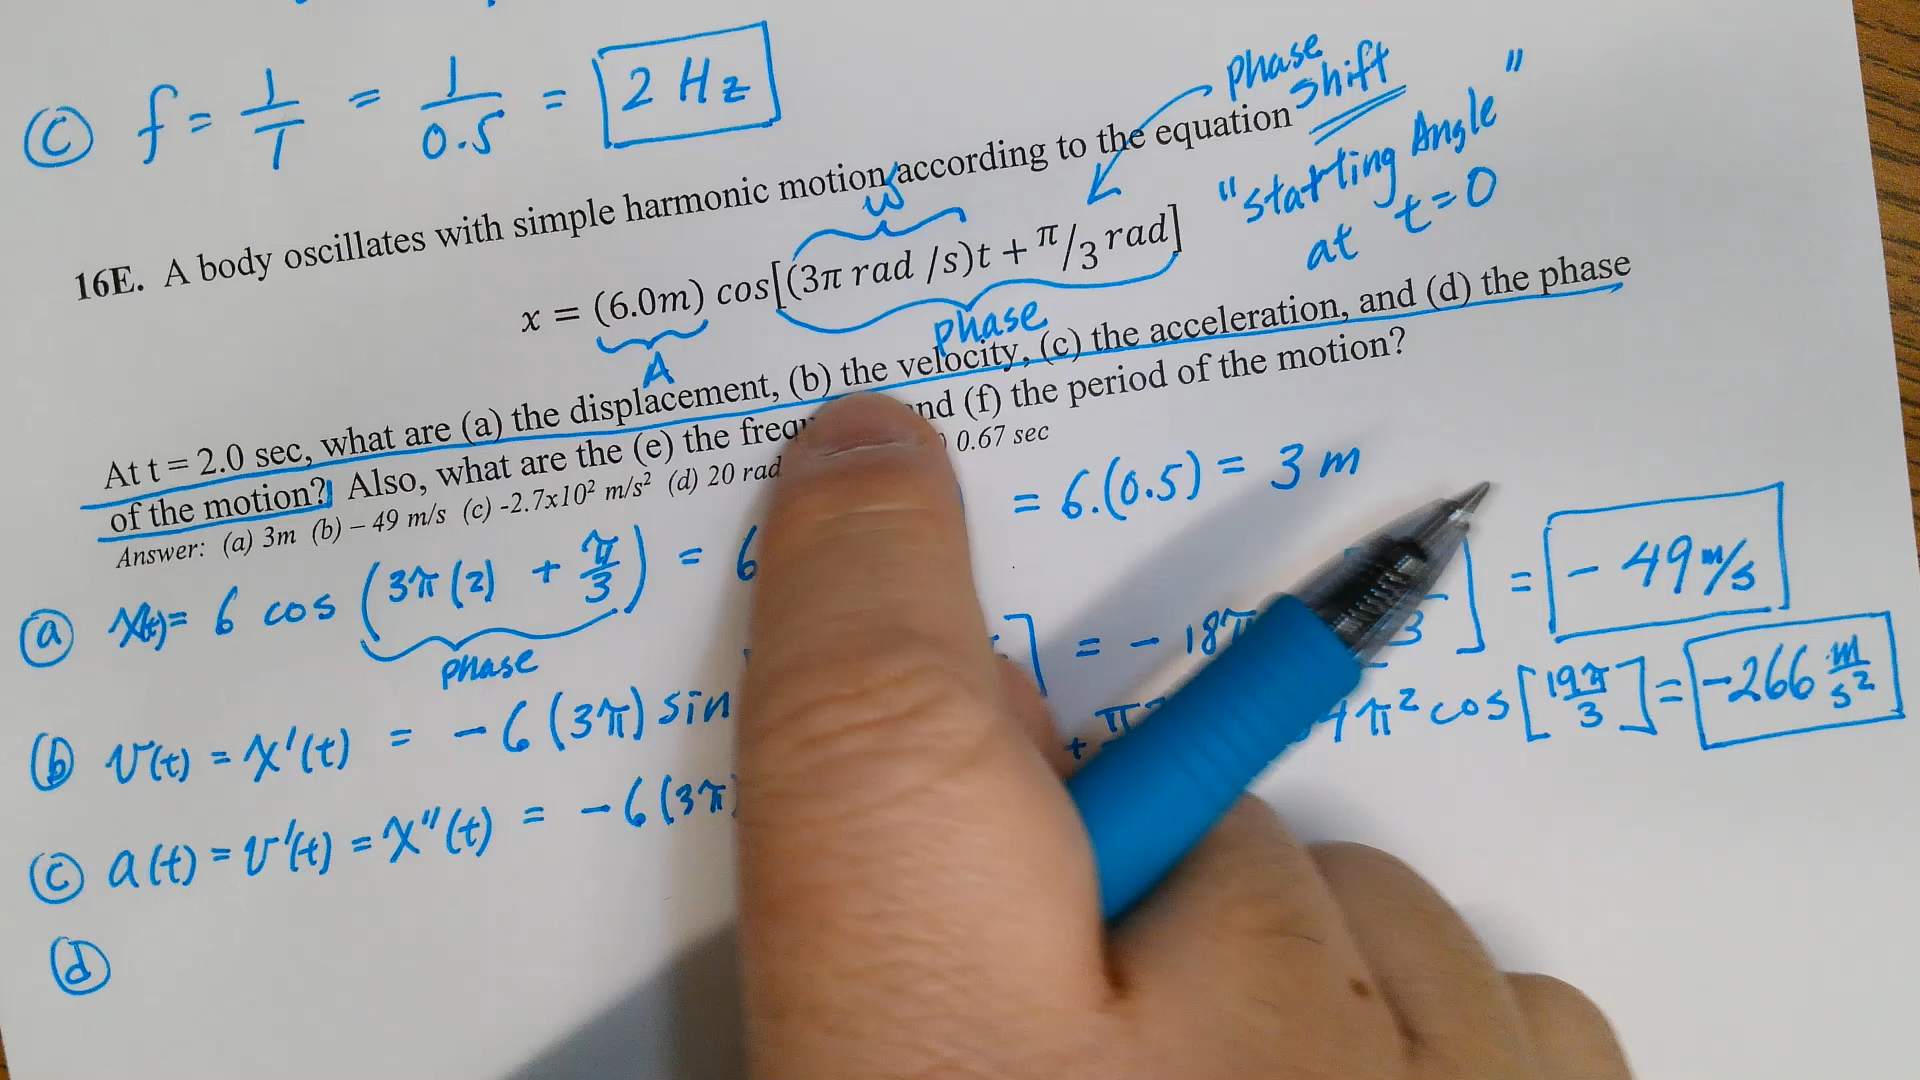 ⓒ f = 1/T = 1/0.5 = 2 Hz
phase shift
"starting Angle" at t=0
16E. A body oscillates with simple harmonic motion according to the equation
ω
x = (6.0m) cos[(3π rad /s)t + π/3 rad]
A
phase
At t = 2.0 sec, what are (a) the displacement, (b) the velocity, (c) the acceleration, and (d) the phase
of the motion? Also, what are the (e) the frequ nd (f) the period of the motion?
Answer: (a) 3m (b) – 49 m/s (c) -2.7x10² m/s² (d) 20 rad ) 0.67 sec
ⓐ x(t)= 6 cos (3π(2) + π/3) = 6 = 6.(0.5) = 3 m
phase
ⓑ v(t) = x'(t) = -6(3π) sin ] = - 18π 3 ] = - 49 m/s
ⓒ a(t) = v'(t) = x''(t) = -6(3π) + π 4π² cos[19π/3] = -266 m/s²
ⓓ